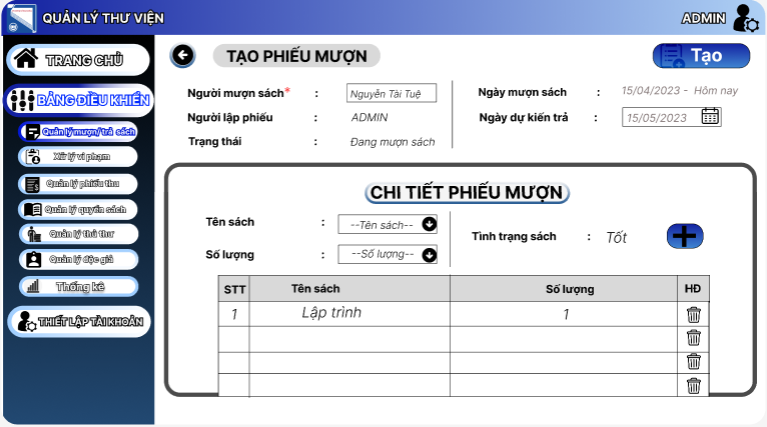 QUẢN LÝ THƯ VIỆN
ADMIN
TRANG CHỦ
BẢNG ĐIỀU KHIỂN
Quản lý mượn/ trả sách
Xử lý vi phạm
Quản lý phiếu thu
Quản lý quyển sách
Quản lý thủ thư
Quản lý độc giả
Thống kê
THIẾT LẬP TÀI KHOẢN
TẠO PHIẾU MƯỢN
Tạo
Người mượn sách* : Nguyễn Tài Tuệ
Ngày mượn sách : 15/04/2023 - Hôm nay
Người lập phiếu : ADMIN
Ngày dự kiến trả : 15/05/2023
Trạng thái : Đang mượn sách
CHI TIẾT PHIẾU MƯỢN
Tên sách : --Tên sách--
Tình trạng sách : Tốt
Số lượng : --Số lượng--
STT Tên sách Số lượng HĐ
1 Lập trình 1